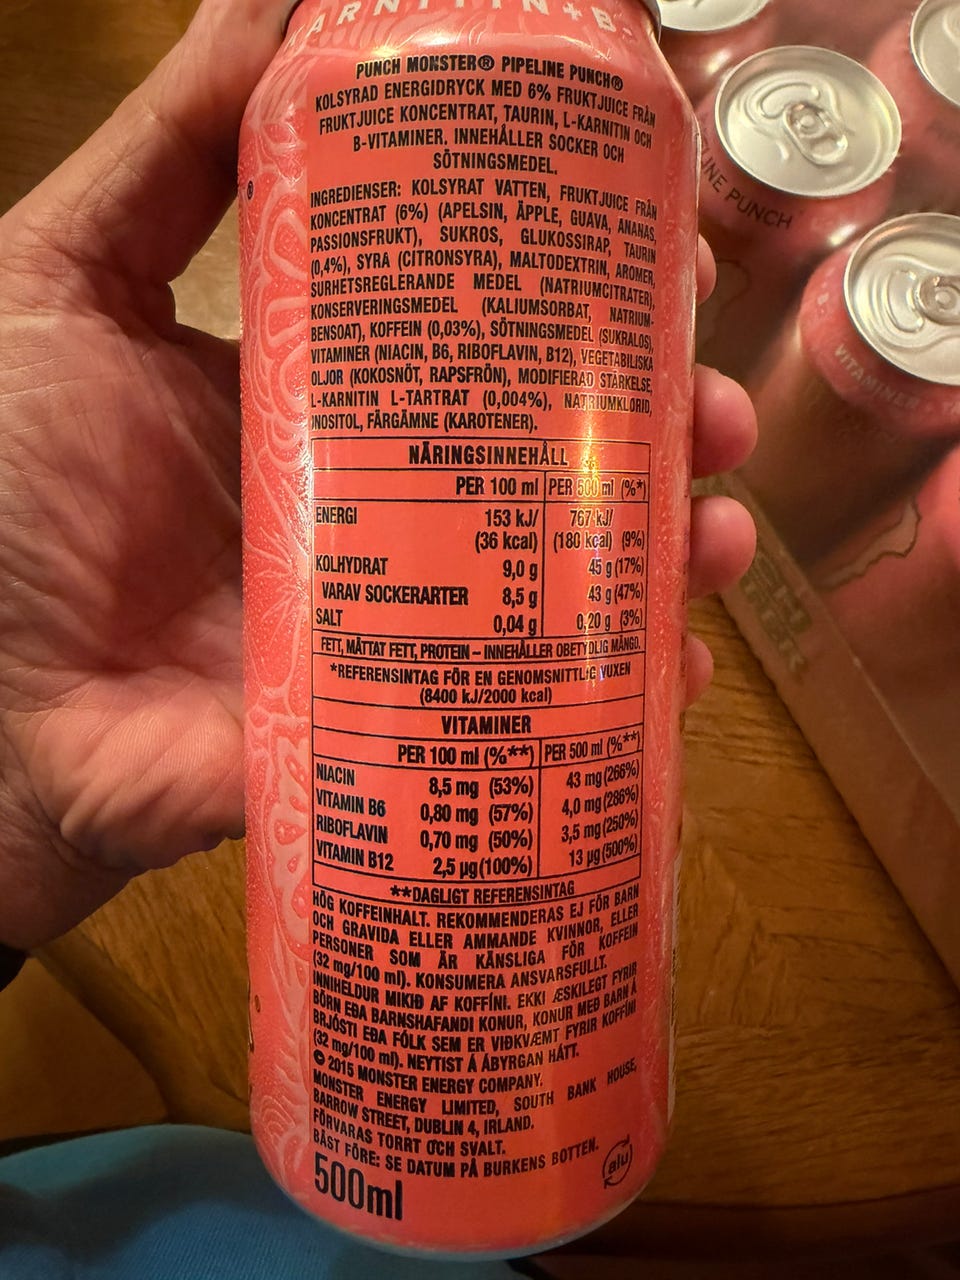 ARNITIN + B
PUNCH MONSTER® PIPELINE PUNCH®
KOLSYRAD ENERGIDRYCK MED 6% FRUKTJUICE FRÅN
FRUKTJUICE KONCENTRAT, TAURIN, L-KARNITIN OCH
B-VITAMINER. INNEHÅLLER SOCKER OCH
SÖTNINGSMEDEL.
INGREDIENSER: KOLSYRAT VATTEN, FRUKTJUICE FRÅN
KONCENTRAT (6%) (APELSIN, ÄPPLE, GUAVA, ANANAS,
PASSIONSFRUKT), SUKROS, GLUKOSSIRAP, TAURIN
(0,4%), SYRA (CITRONSYRA), MALTODEXTRIN, AROMER,
SURHETSREGLERANDE MEDEL (NATRIUMCITRATER),
KONSERVERINGSMEDEL (KALIUMSORBAT, NATRIUM-
BENSOAT), KOFFEIN (0,03%), SÖTNINGSMEDEL (SUKRALOS),
VITAMINER (NIACIN, B6, RIBOFLAVIN, B12), VEGETABILISKA
OLJOR (KOKOSNÖT, RAPSFRÖN), MODIFIERAD STÄRKELSE,
L-KARNITIN L-TARTRAT (0,004%), NATRIUMKLORID,
INOSITOL, FÄRGÄMNE (KAROTENER).
NÄRINGSINNEHÅLL
PER 100 ml PER 500 ml (%*)
ENERGI 153 kJ/ 767 kJ/
(36 kcal) (180 kcal) (9%)
KOLHYDRAT 9,0 g 45 g (17%)
VARAV SOCKERARTER 8,5 g 43 g (47%)
SALT 0,04 g 0,20 g (3%)
FETT, MÄTTAT FETT, PROTEIN – INNEHÅLLER OBETYDLIG MÄNGD.
*REFERENSINTAG FÖR EN GENOMSNITTLIG VUXEN
(8400 kJ/2000 kcal)
VITAMINER
PER 100 ml (%**) PER 500 ml (%**)
NIACIN 8,5 mg (53%) 43 mg (266%)
VITAMIN B6 0,80 mg (57%) 4,0 mg (286%)
RIBOFLAVIN 0,70 mg (50%) 3,5 mg (250%)
VITAMIN B12 2,5 µg (100%) 13 µg (500%)
**DAGLIGT REFERENSINTAG
HÖG KOFFEINHALT. REKOMMENDERAS EJ FÖR BARN
OCH GRAVIDA ELLER AMMANDE KVINNOR, ELLER
PERSONER SOM ÄR KÄNSLIGA FÖR KOFFEIN
(32 mg/100 ml). KONSUMERA ANSVARSFULLT.
INNIHELDUR MIKIÐ AF KOFFÍNI. EKKI ÆSKILEGT FYRIR
BÖRN EÐA BARNSHAFANDI KONUR, KONUR MEÐ BARN Á
BRJÓSTI EÐA FÓLK SEM ER VIÐKVÆMT FYRIR KOFFÍNI
(32 mg/100 ml). NEYTIST Á ÁBYRGAN HÁTT.
© 2015 MONSTER ENERGY COMPANY.
MONSTER ENERGY LIMITED, SOUTH BANK HOUSE,
BARROW STREET, DUBLIN 4, IRLAND.
FÖRVARAS TORRT OCH SVALT.
BÄST FÖRE: SE DATUM PÅ BURKENS BOTTEN.
alu
500ml
LINE PUNCH
VITAMINER